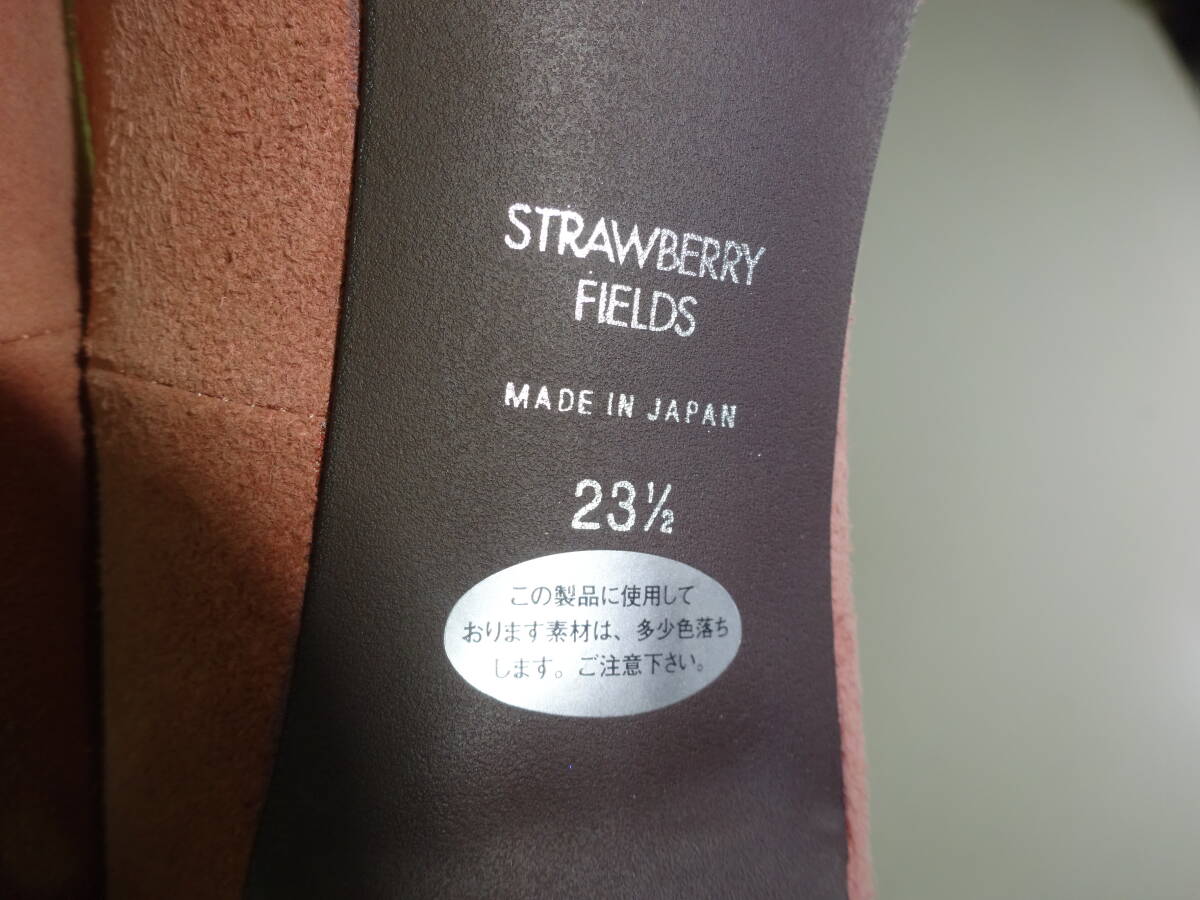 STRAWBERRY
FIELDS
MADE IN JAPAN
23½
この製品に使用して
おります素材は、多少色落ち
します。ご注意下さい。